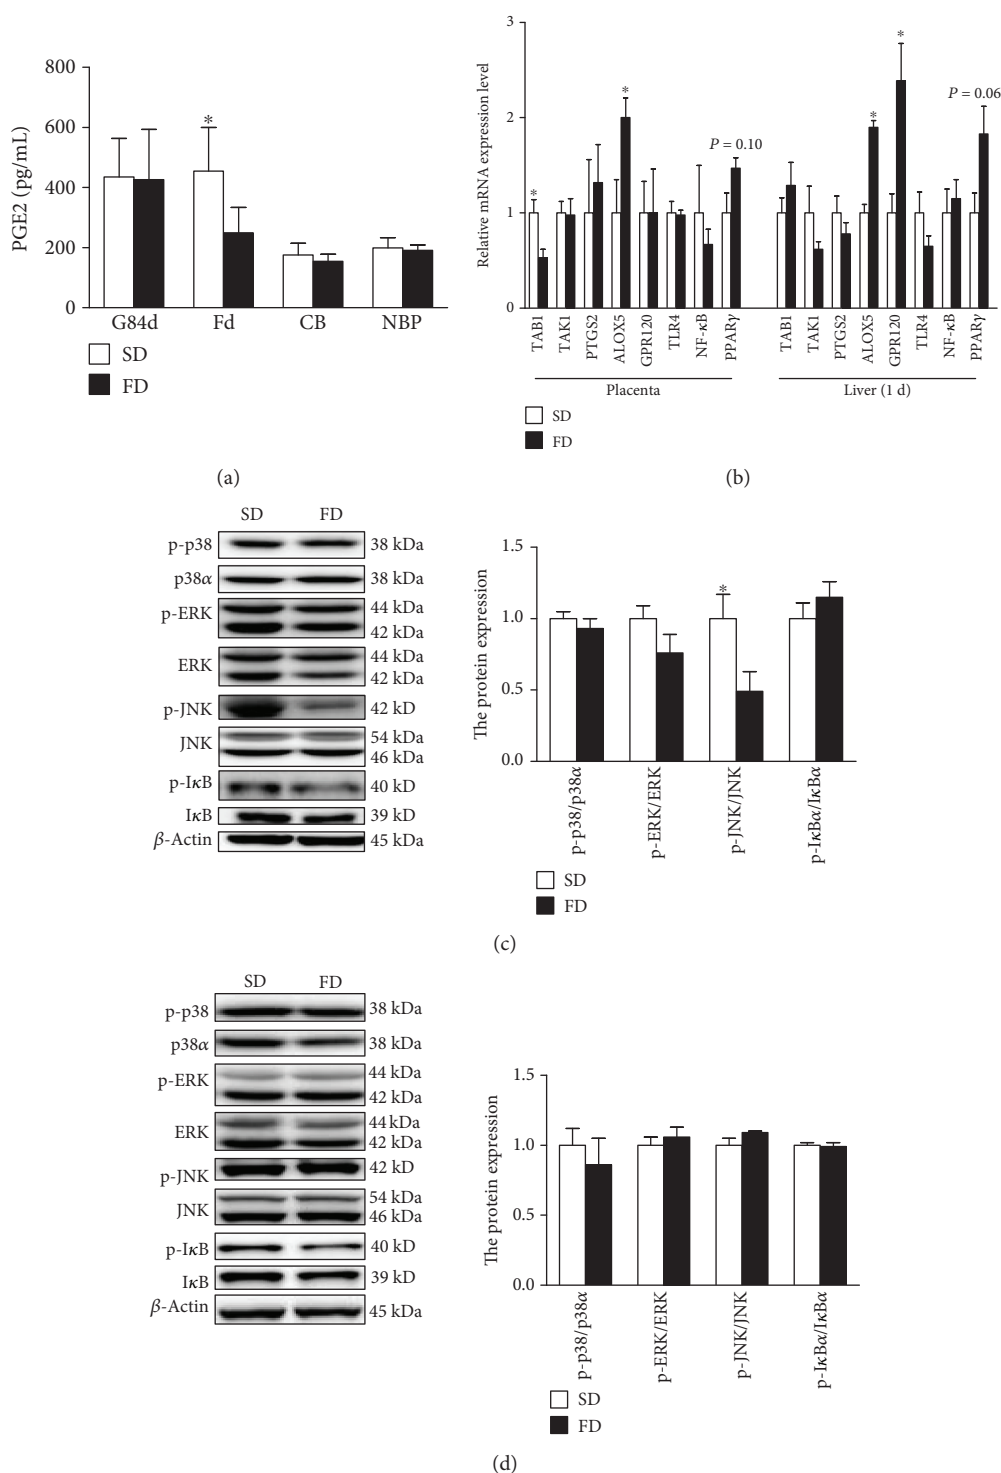 PGE2 (pg/mL)
800
600
400
200
0
*
G84d Fd CB NBP
SD
FD
(a)
Relative mRNA expression level
3
2
1
0
* * P = 0.10 * * P = 0.06
TAB1 TAK1 PTGS2 ALOX5 GPR120 TLR4 NF-κB PPARγ TAB1 TAK1 PTGS2 ALOX5 GPR120 TLR4 NF-κB PPARγ
Placenta Liver (1 d)
SD
FD
(b)
SD FD
p-p38 38 kDa
p38α 38 kDa
p-ERK 44 kDa
42 kDa
ERK 44 kDa
42 kDa
p-JNK 42 kD
JNK 54 kDa
46 kDa
p-IκB 40 kD
IκB 39 kD
β-Actin 45 kDa
The protein expression
1.5
1.0
0.5
0.0
*
p-p38/p38α p-ERK/ERK p-JNK/JNK p-IκBα/IκBα
SD
FD
(c)
SD FD
p-p38 38 kDa
p38α 38 kDa
p-ERK 44 kDa
42 kDa
ERK 44 kDa
42 kDa
p-JNK 42 kD
JNK 54 kDa
46 kDa
p-IκB 40 kD
IκB 39 kD
β-Actin 45 kDa
The protein expression
1.5
1.0
0.5
0.0
p-p38/p38α p-ERK/ERK p-JNK/JNK p-IκBα/IκBα
SD
FD
(d)